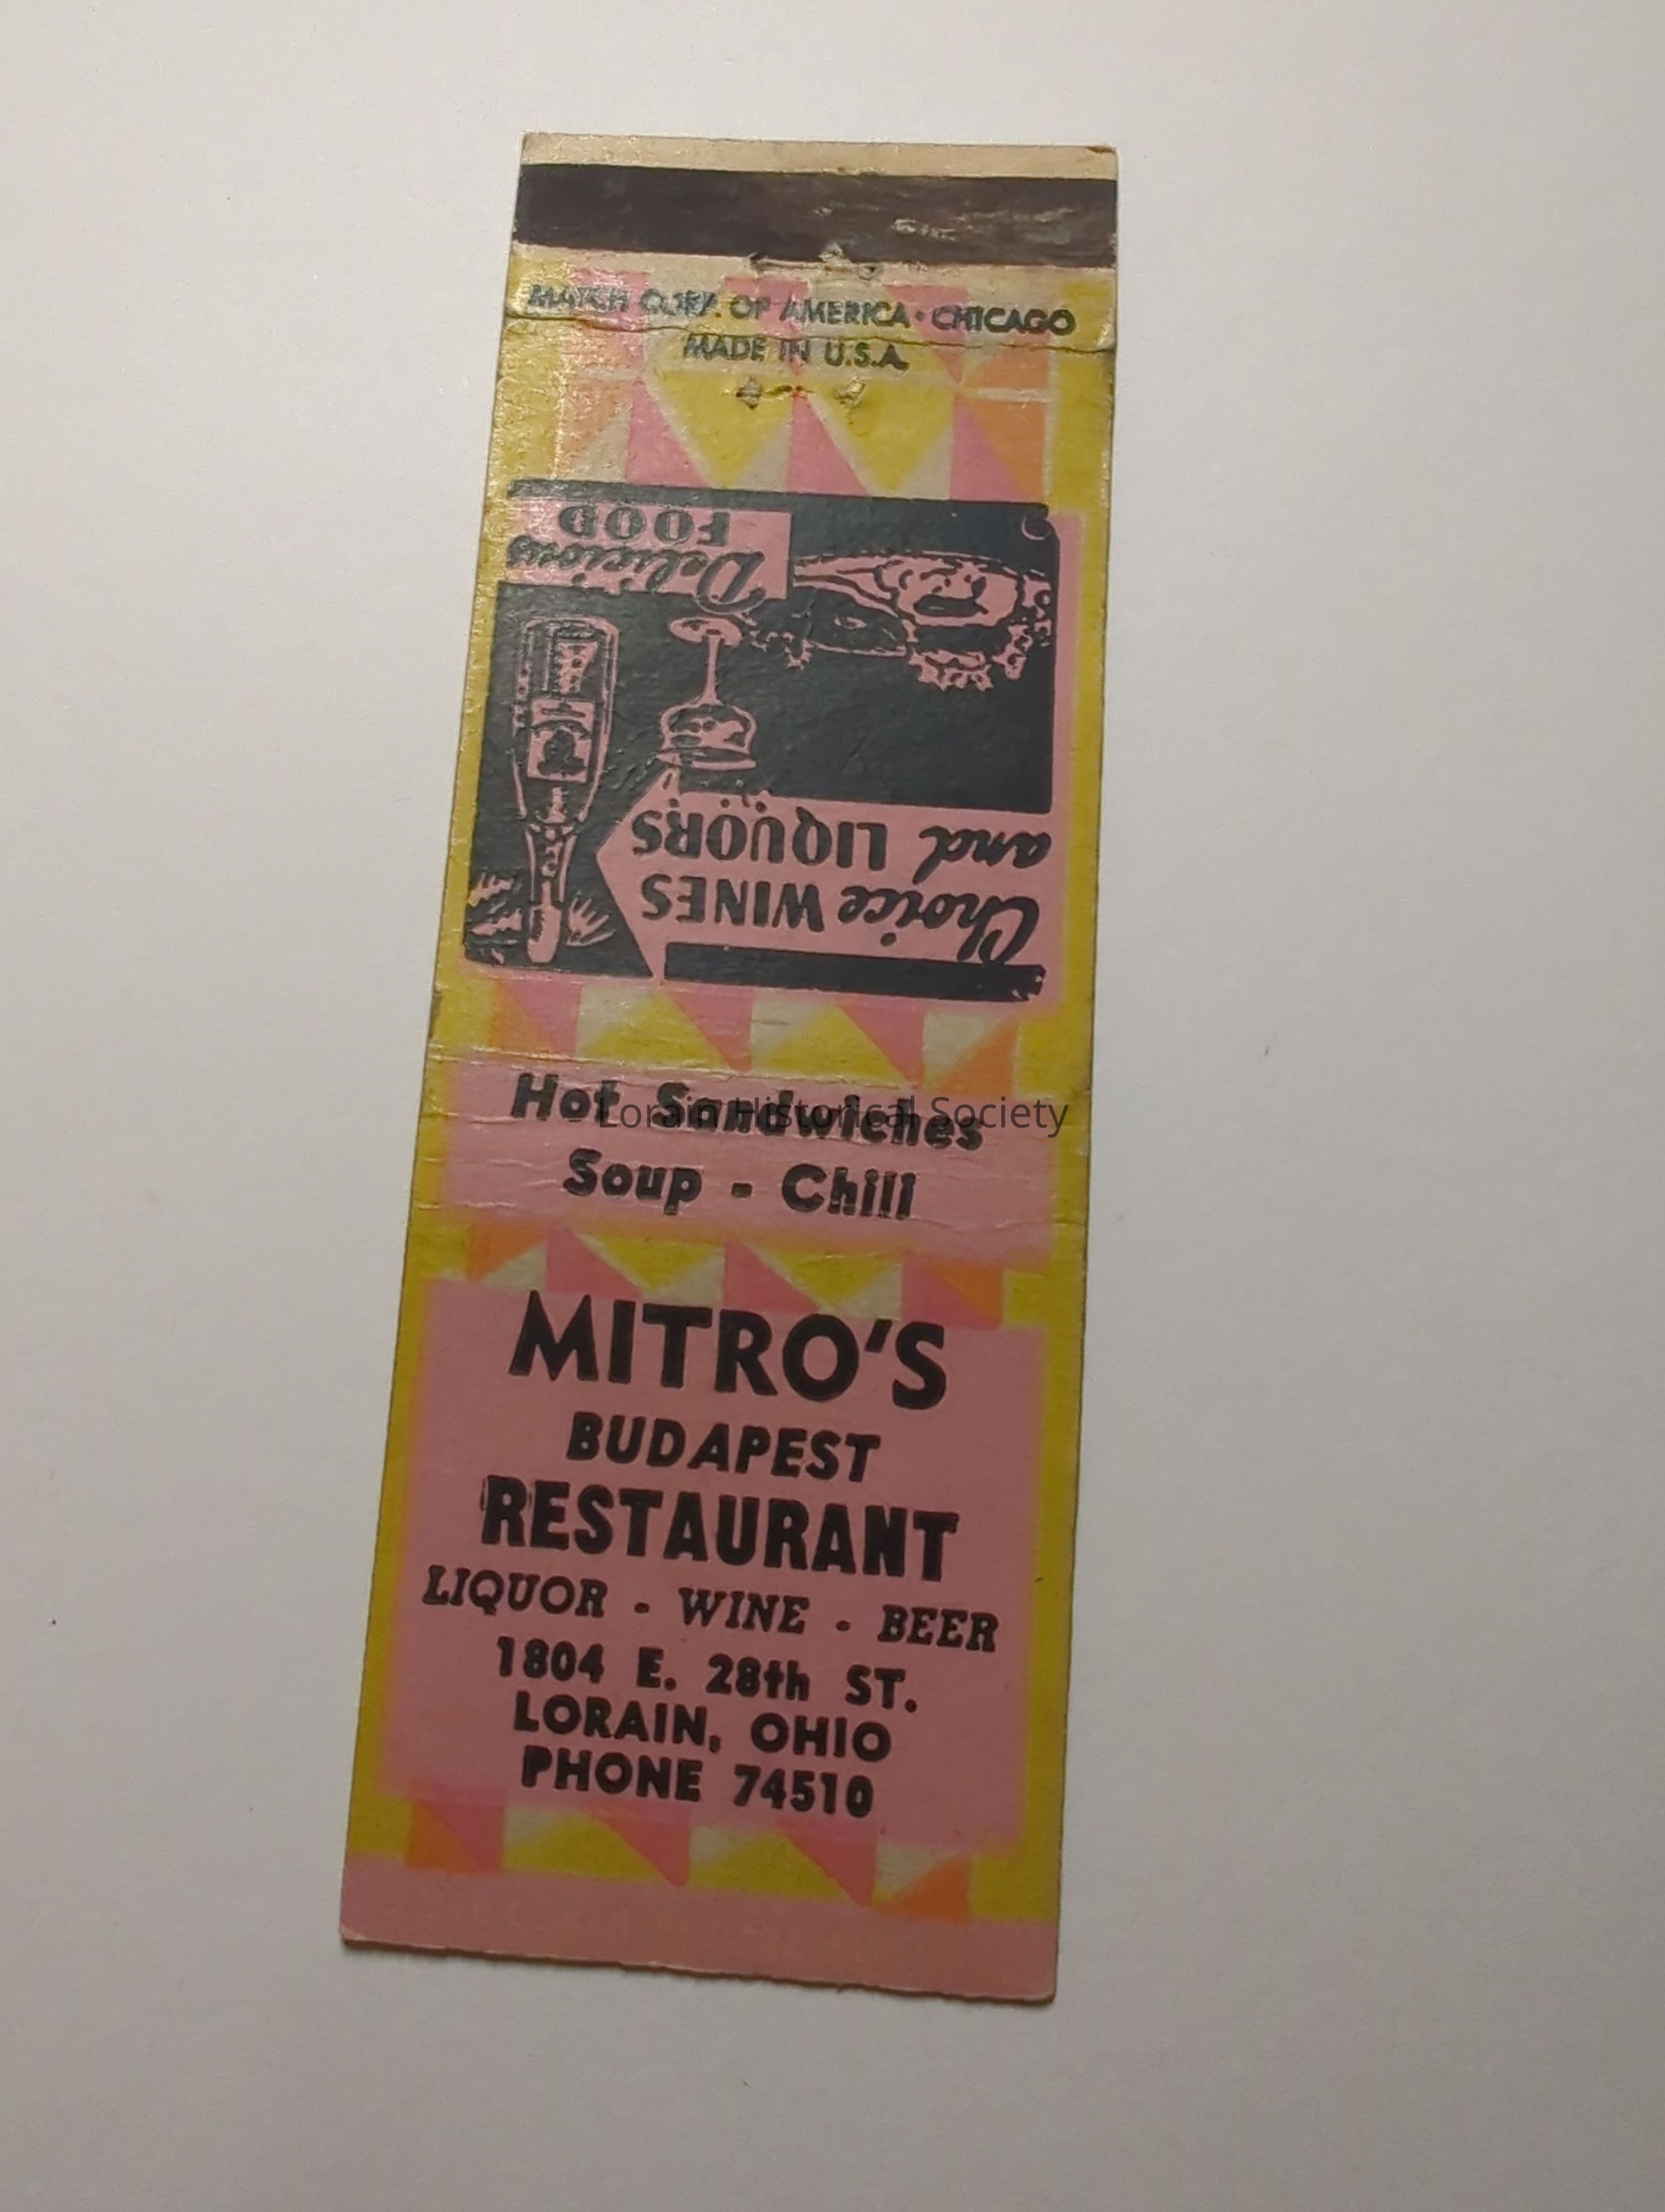 MATCH CORP. OF AMERICA · CHICAGO
MADE IN U.S.A.
Choice WINES
and LIQUORS
Delicious
FOOD
Hot Sandwiches
Soup - Chili
Lorain Historical Society
MITRO'S
BUDAPEST
RESTAURANT
LIQUOR - WINE - BEER
1804 E. 28th ST.
LORAIN, OHIO
PHONE 74510